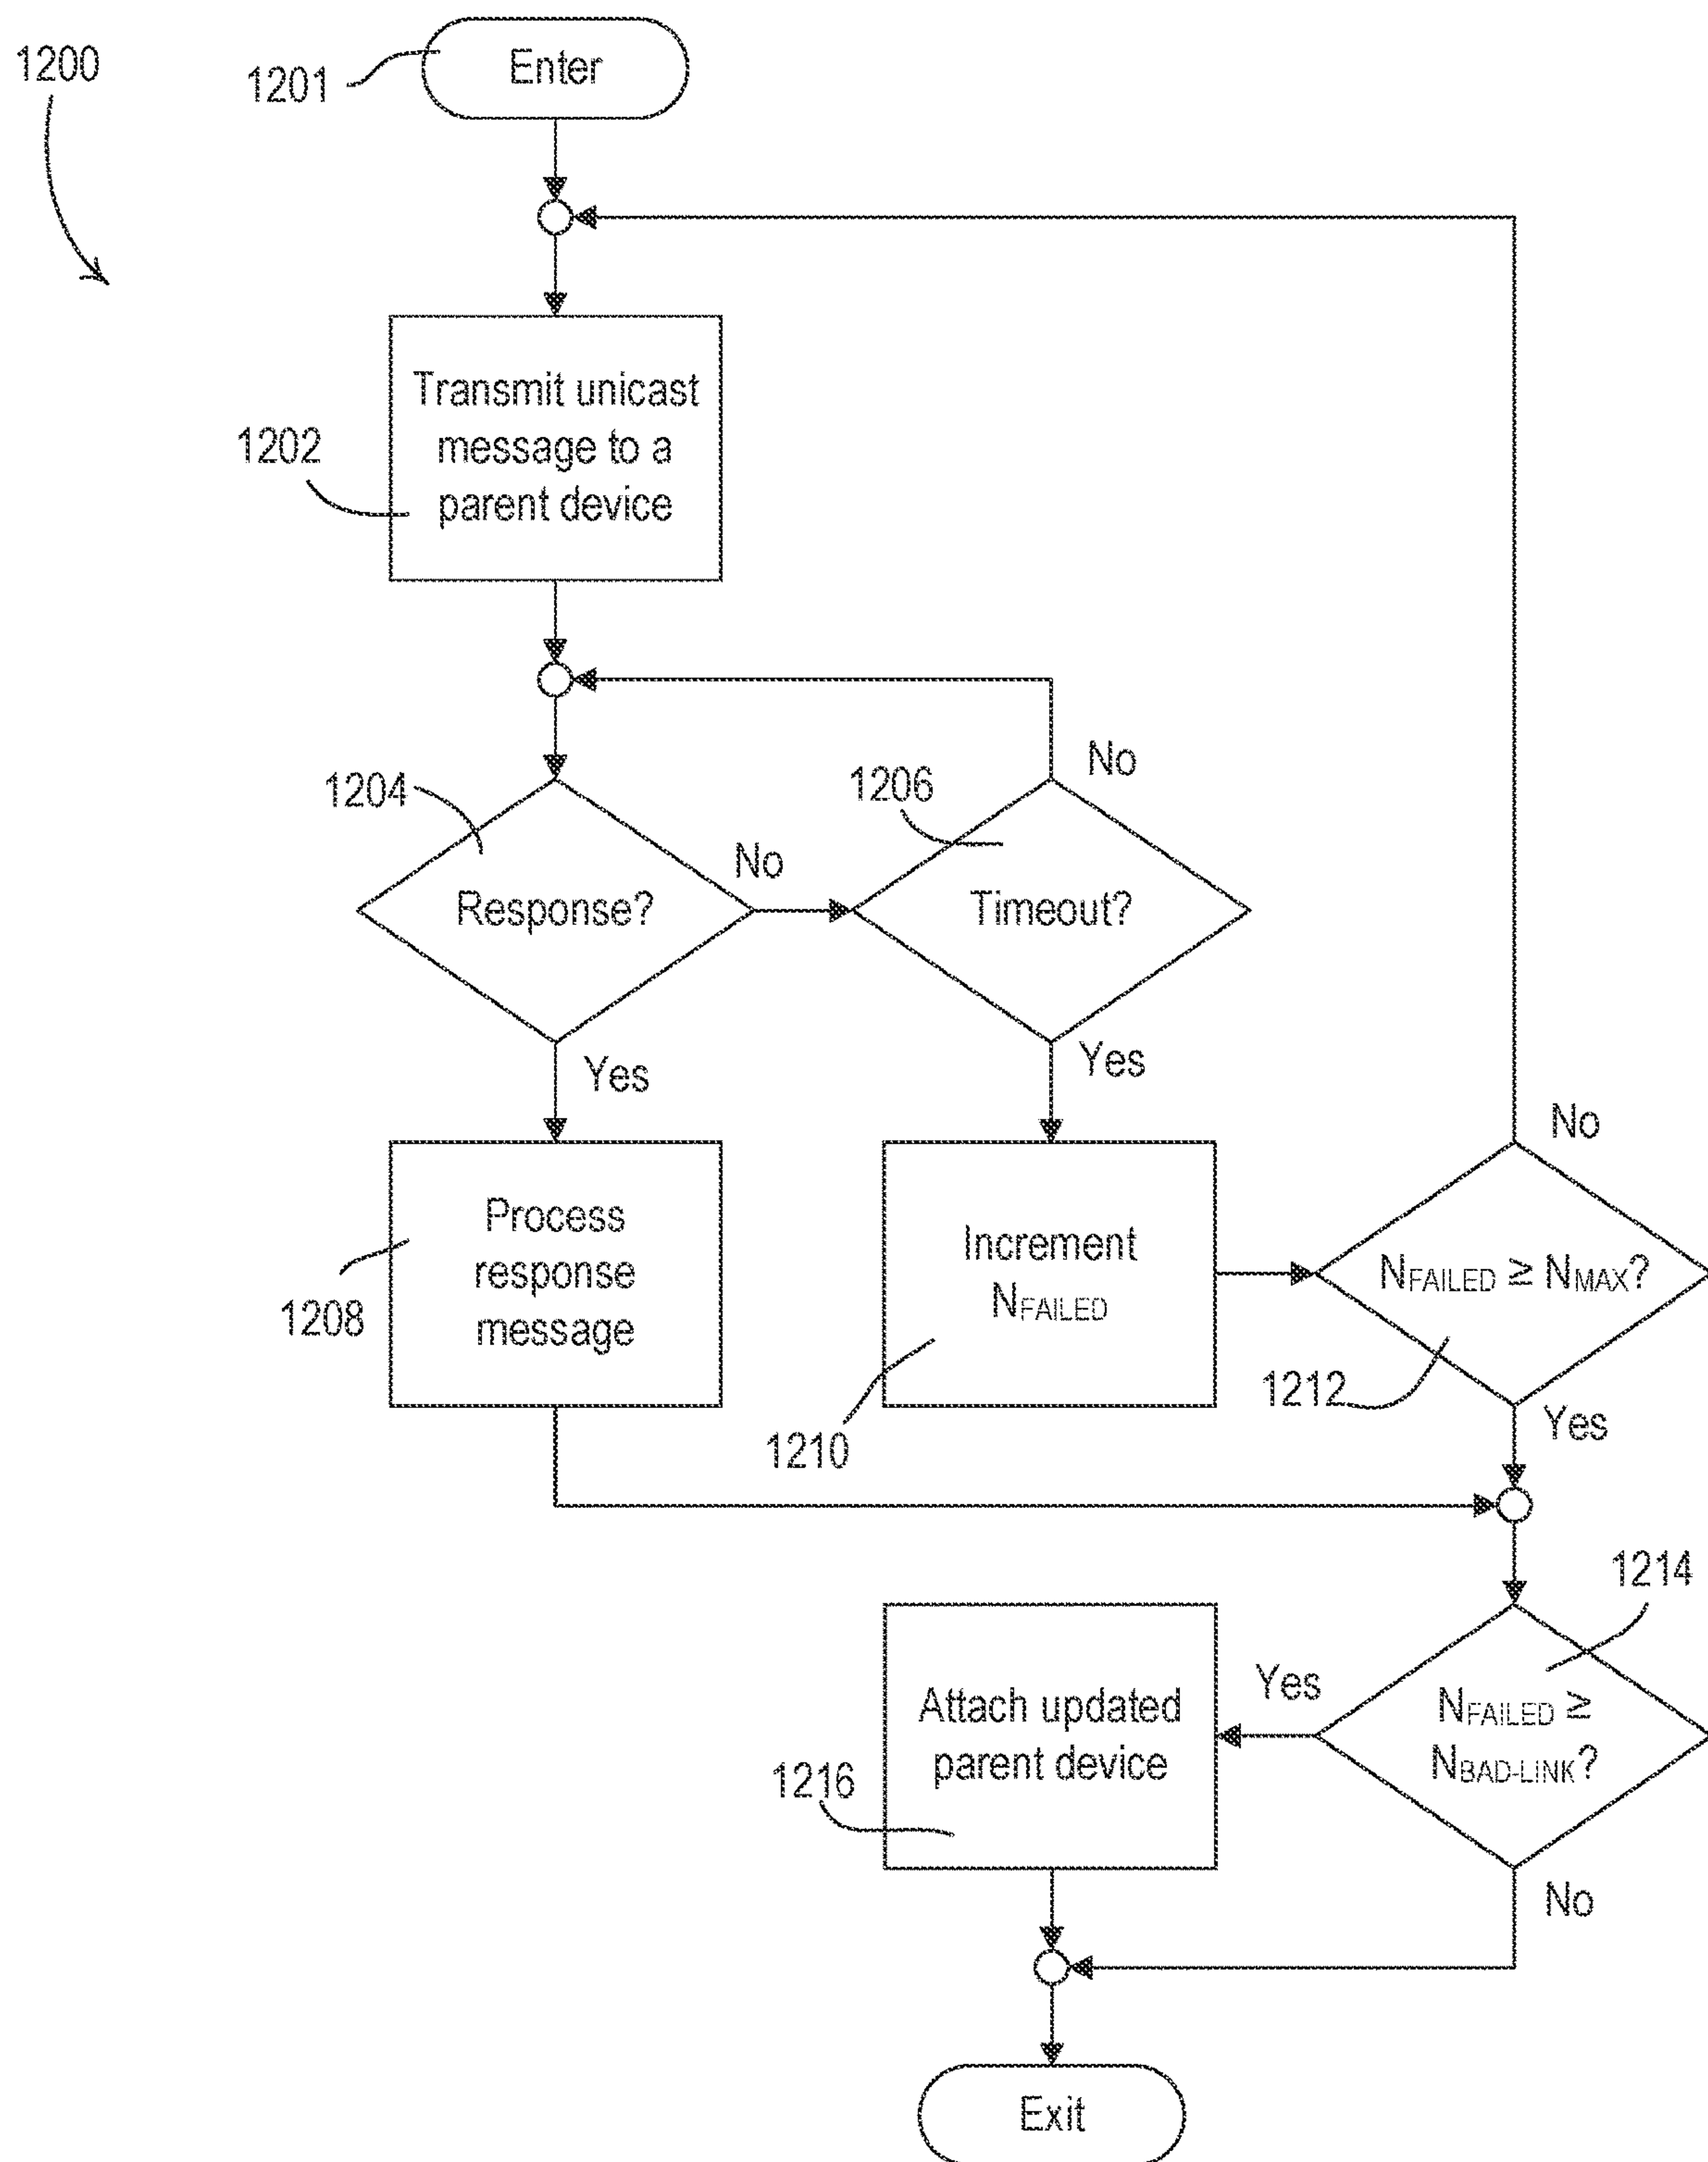 1200
1201
Enter
Transmit unicast
message to a
parent device
1202
1204
Response?
No
1206
Timeout?
No
Yes
Yes
Process
response
message
1208
Increment
NFAILED
1210
No
NFAILED ≥ NMAX?
1212
Yes
1214
NFAILED ≥
NBAD-LINK?
Yes
Attach updated
parent device
1216
No
Exit